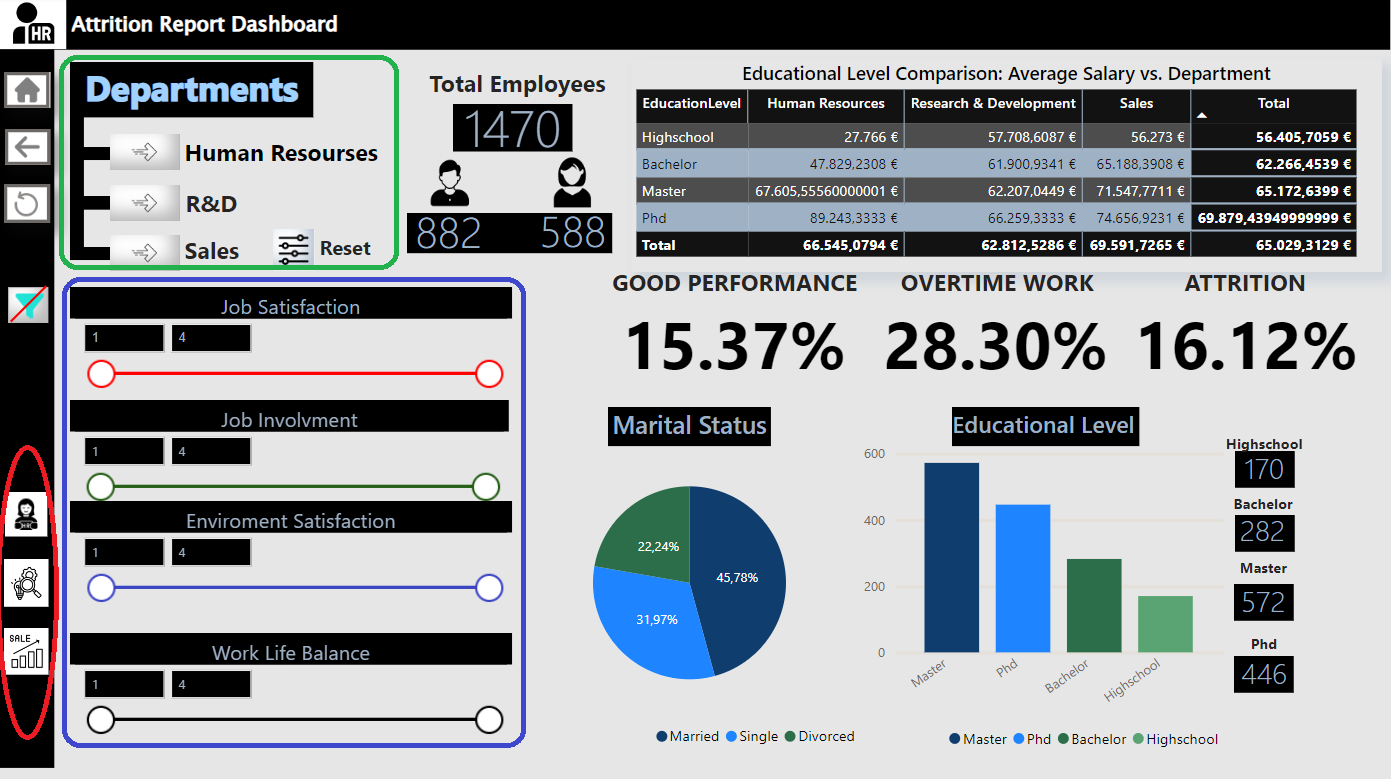 HR
Attrition Report Dashboard
Departments
Human Resourses
R&D
Sales
Reset
Total Employees
1470
882 588
Educational Level Comparison: Average Salary vs. Department
EducationLevel Human Resources Research & Development Sales Total
Highschool 27.766 € 57.708,6087 € 56.273 € 56.405,7059 €
Bachelor 47.829,2308 € 61.900,9341 € 65.188,3908 € 62.266,4539 €
Master 67.605,55560000001 € 62.207,0449 € 71.547,7711 € 65.172,6399 €
Phd 89.243,3333 € 66.259,3333 € 74.656,9231 € 69.879,43949999999 €
Total 66.545,0794 € 62.812,5286 € 69.591,7265 € 65.029,3129 €
Job Satisfaction
1 4
Job Involvment
1 4
Enviroment Satisfaction
1 4
Work Life Balance
1 4
HR
SALE
GOOD PERFORMANCE OVERTIME WORK ATTRITION
15.37% 28.30% 16.12%
Marital Status
45,78%
31,97%
22,24%
Married Single Divorced
Educational Level
600
400
200
0
Master Phd Bachelor Highschool
Master Phd Bachelor Highschool
Highschool
170
Bachelor
282
Master
572
Phd
446